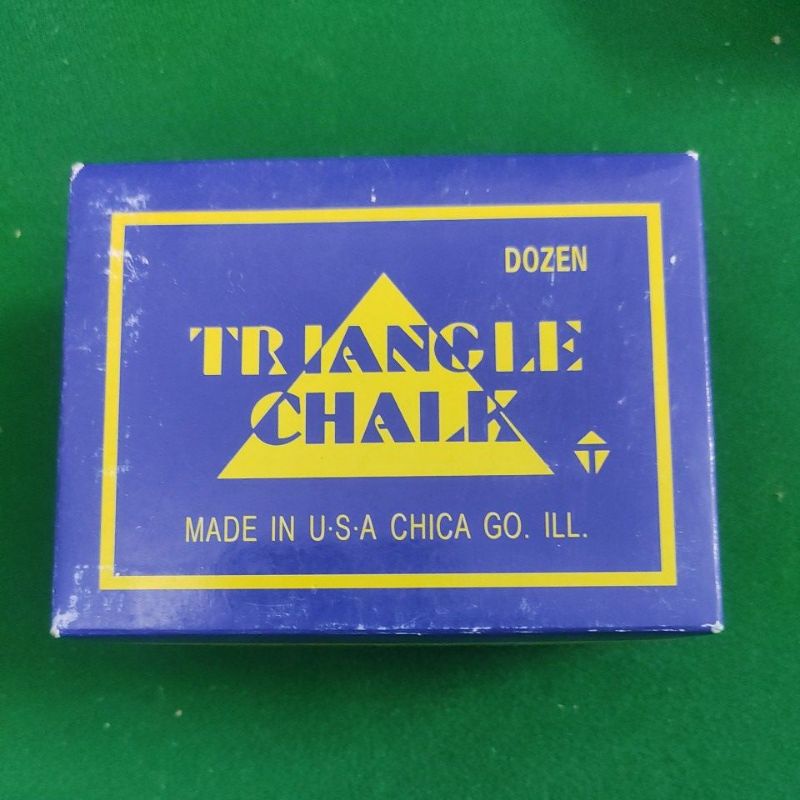 DOZEN
TRIANGLE
CHALK
T
MADE IN U·S·A CHICA GO. ILL.